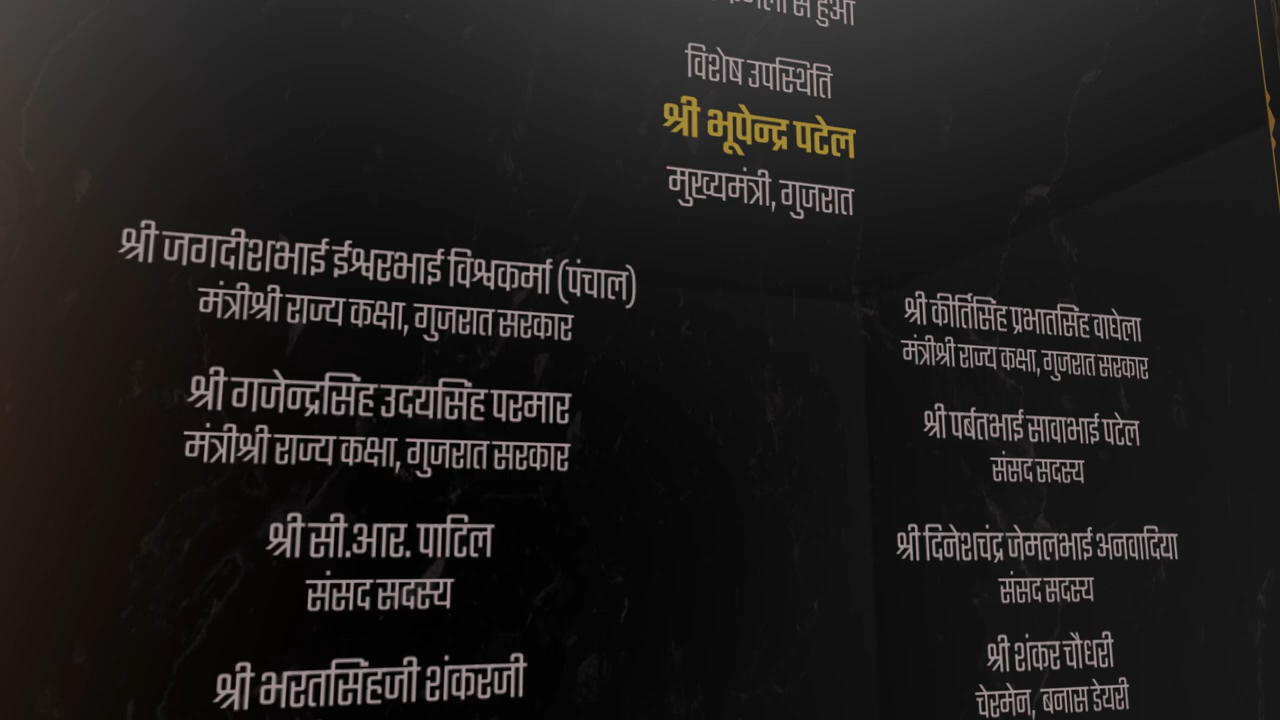 से हुआ
विशेष उपस्थिति
श्री भूपेन्द्र पटेल
मुख्यमंत्री, गुजरात
श्री जगदीशभाई ईश्वरभाई विश्वकर्मा (पंचाल)
मंत्रीश्री राज्य कक्षा, गुजरात सरकार
श्री गजेन्द्रसिंह उदयसिंह परमार
मंत्रीश्री राज्य कक्षा, गुजरात सरकार
श्री सी.आर. पाटिल
संसद सदस्य
श्री भरतसिंहजी शंकरजी
श्री कीर्तिसिंह प्रभातसिंह वाघेला
मंत्रीश्री राज्य कक्षा, गुजरात सरकार
श्री पर्बतभाई सावाभाई पटेल
संसद सदस्य
श्री दिनेशचंद्र जेमलभाई अनवादिया
संसद सदस्य
श्री शंकर चौधरी
चेरमेन, बनास डेयरी